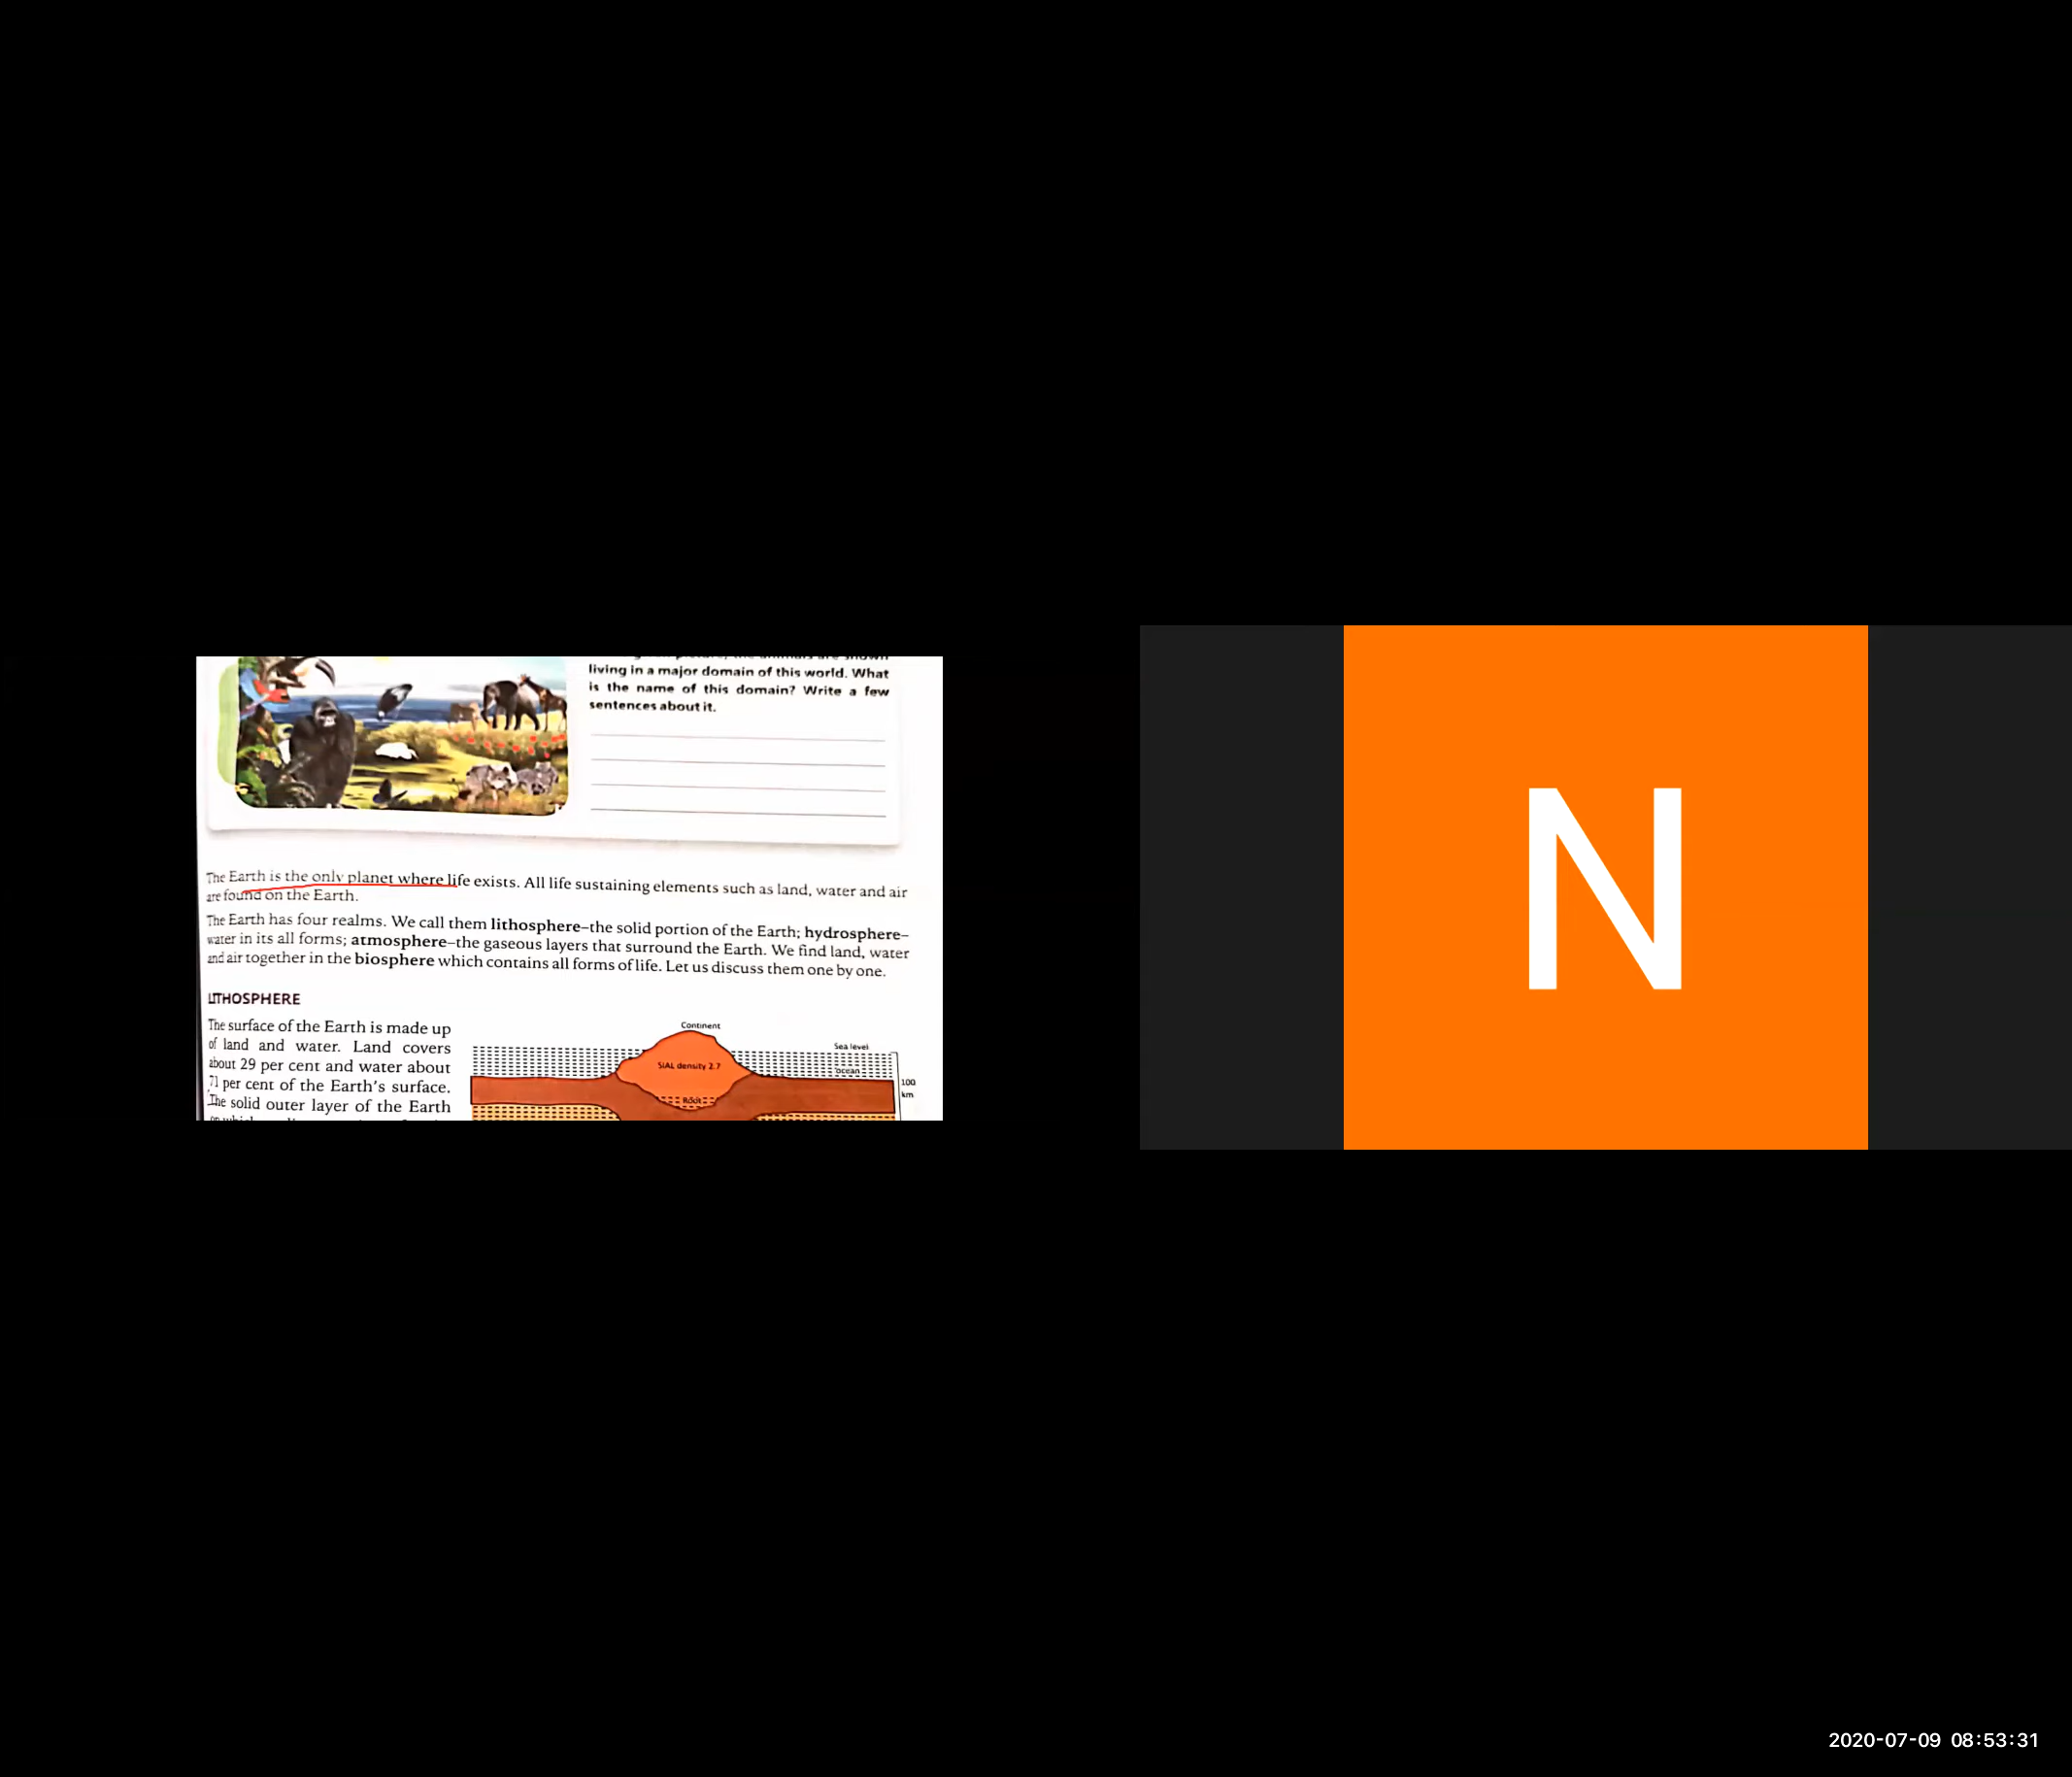 living in a major domain of this world. What
is the name of this domain? Write a few
sentences about it.
The Earth is the only planet where life exists. All life sustaining elements such as land, water and air
are found on the Earth.
The Earth has four realms. We call them lithosphere–the solid portion of the Earth; hydrosphere–
water in its all forms; atmosphere–the gaseous layers that surround the Earth. We find land, water
and air together in the biosphere which contains all forms of life. Let us discuss them one by one.
LITHOSPHERE
The surface of the Earth is made up
of land and water. Land covers
about 29 per cent and water about
71 per cent of the Earth's surface.
The solid outer layer of the Earth
Continent
Sea level
SIAL density 2.7
ocean
100
km
Root
N
2020-07-09 08:53:31